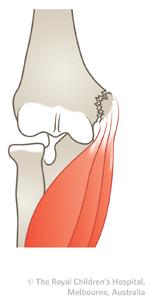 © The Royal Children's Hospital,
Melbourne, Australia